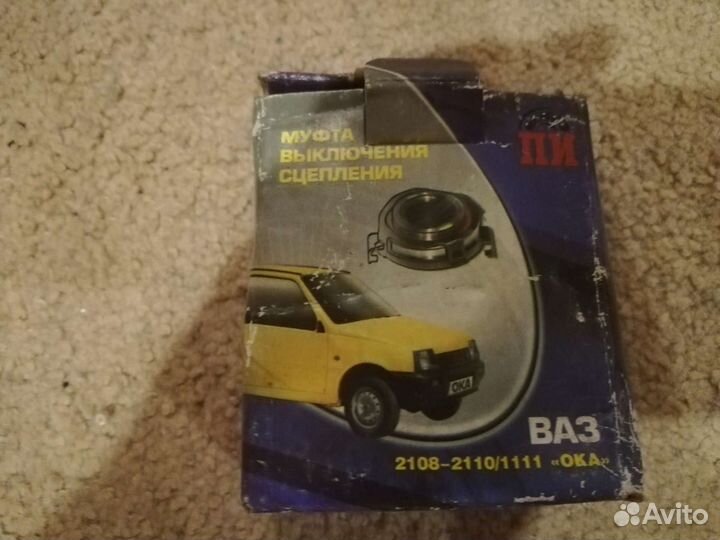 МУФТА
ВЫКЛЮЧЕНИЯ
СЦЕПЛЕНИЯ
ПИ
ОКА
ВАЗ
2108-2110/1111 «ОКА»
Avito